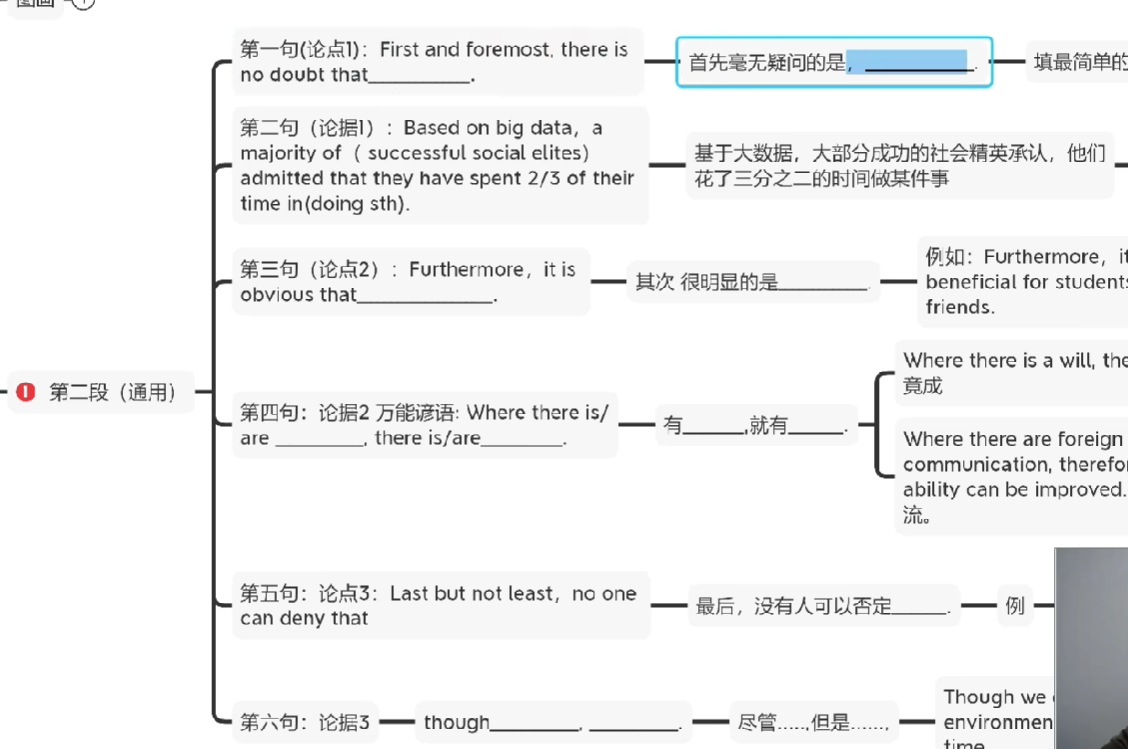 图画
第一句(论点1)：First and foremost, there is
no doubt that__________.
首先毫无疑问的是，___________.
填最简单的
第二句（论据1）：Based on big data，a
majority of（ successful social elites）
admitted that they have spent 2/3 of their
time in(doing sth).
基于大数据，大部分成功的社会精英承认，他们
花了三分之二的时间做某件事
第三句（论点2）：Furthermore，it is
obvious that_____________.
其次 很明显的是_________.
例如：Furthermore，it
beneficial for students
friends.
1 第二段（通用）
第四句：论据2 万能谚语: Where there is/
are _________, there is/are________.
有______,就有_____.
Where there is a will, the
竟成
Where there are foreign
communication, therefor
ability can be improved.
流。
第五句：论点3：Last but not least，no one
can deny that
最后，没有人可以否定_____.
例
第六句：论据3
though_________, _________.
尽管.....,但是......,
Though we
environmen
time